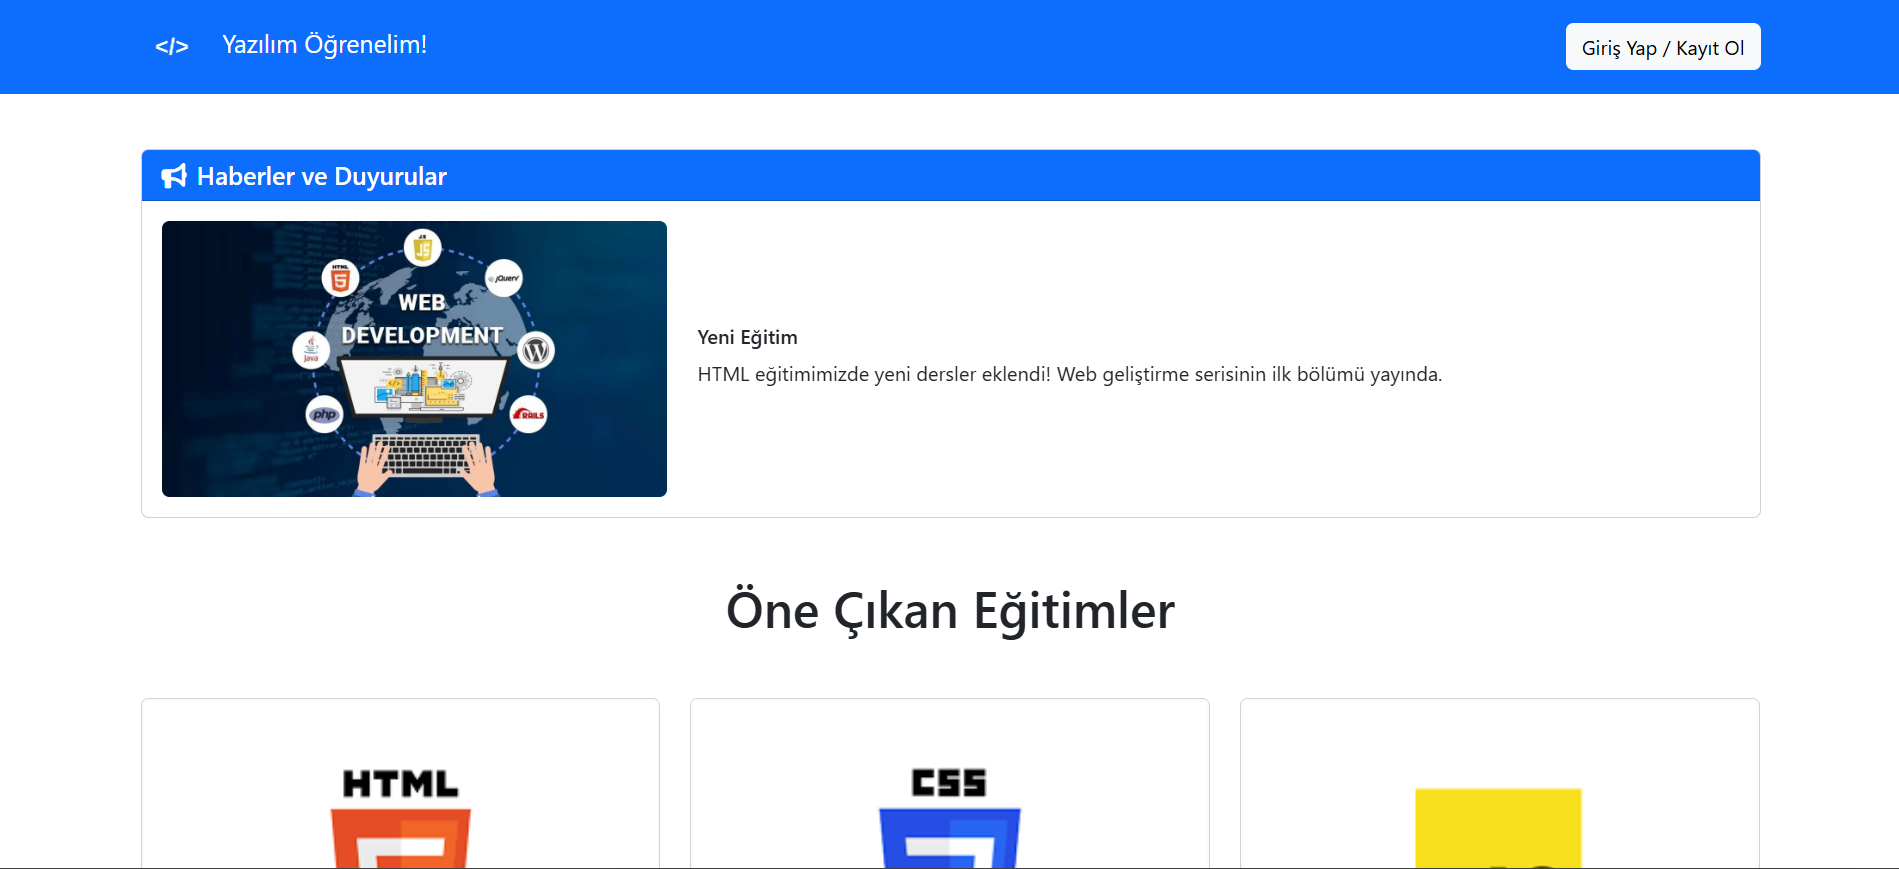 </> Yazılım Öğrenelim!
Giriş Yap / Kayıt Ol
Haberler ve Duyurular
JS
JS
HTML
5
jQuery
WEB
DEVELOPMENT
Java
php
RAILS
Yeni Eğitim
HTML eğitimimizde yeni dersler eklendi! Web geliştirme serisinin ilk bölümü yayında.
Öne Çıkan Eğitimler
HTML
CSS